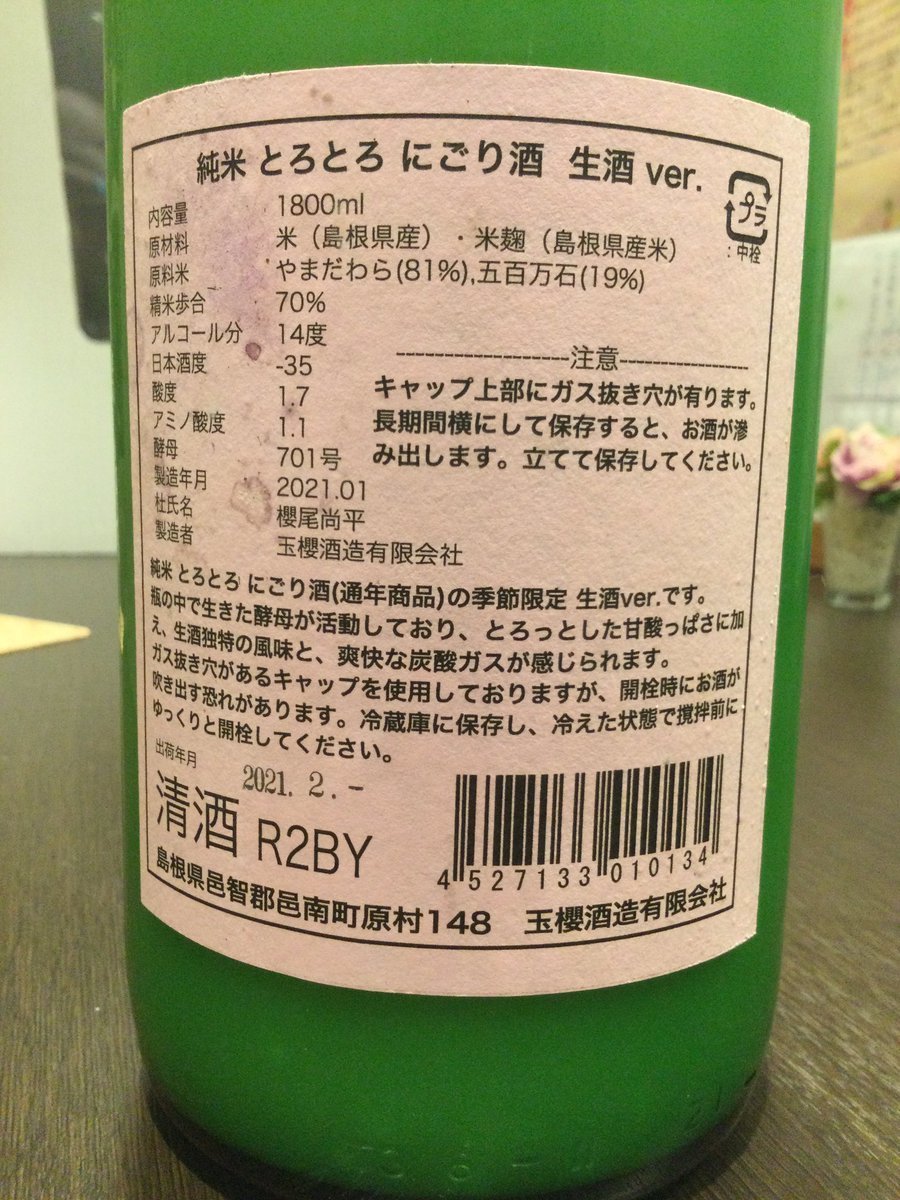 純米 とろとろ にごり酒 生酒 ver.
プラ
:中栓
内容量 1800ml
原材料 米(島根県産)・米麹(島根県産米)
原料米 やまだわら(81%),五百万石(19%)
精米歩合 70%
アルコール分 14度
日本酒度 -35
酸度 1.7
アミノ酸度 1.1
酵母 701号
製造年月 2021.01
杜氏名 櫻尾尚平
製造者 玉櫻酒造有限会社
--------------------注意--------------------
キャップ上部にガス抜き穴が有ります。
長期間横にして保存すると、お酒が滲
み出します。立てて保存してください。
純米 とろとろ にごり酒(通年商品)の季節限定 生酒ver.です。
瓶の中で生きた酵母が活動しており、とろっとした甘酸っぱさに加
え、生酒独特の風味と、爽快な炭酸ガスが感じられます。
ガス抜き穴があるキャップを使用しておりますが、開栓時にお酒が
吹き出す恐れがあります。冷蔵庫に保存し、冷えた状態で撹拌前に
ゆっくりと開栓してください。
出荷年月
2021. 2. -
清酒 R2BY
4 527133 010134
島根県邑智郡邑南町原村148 玉櫻酒造有限会社